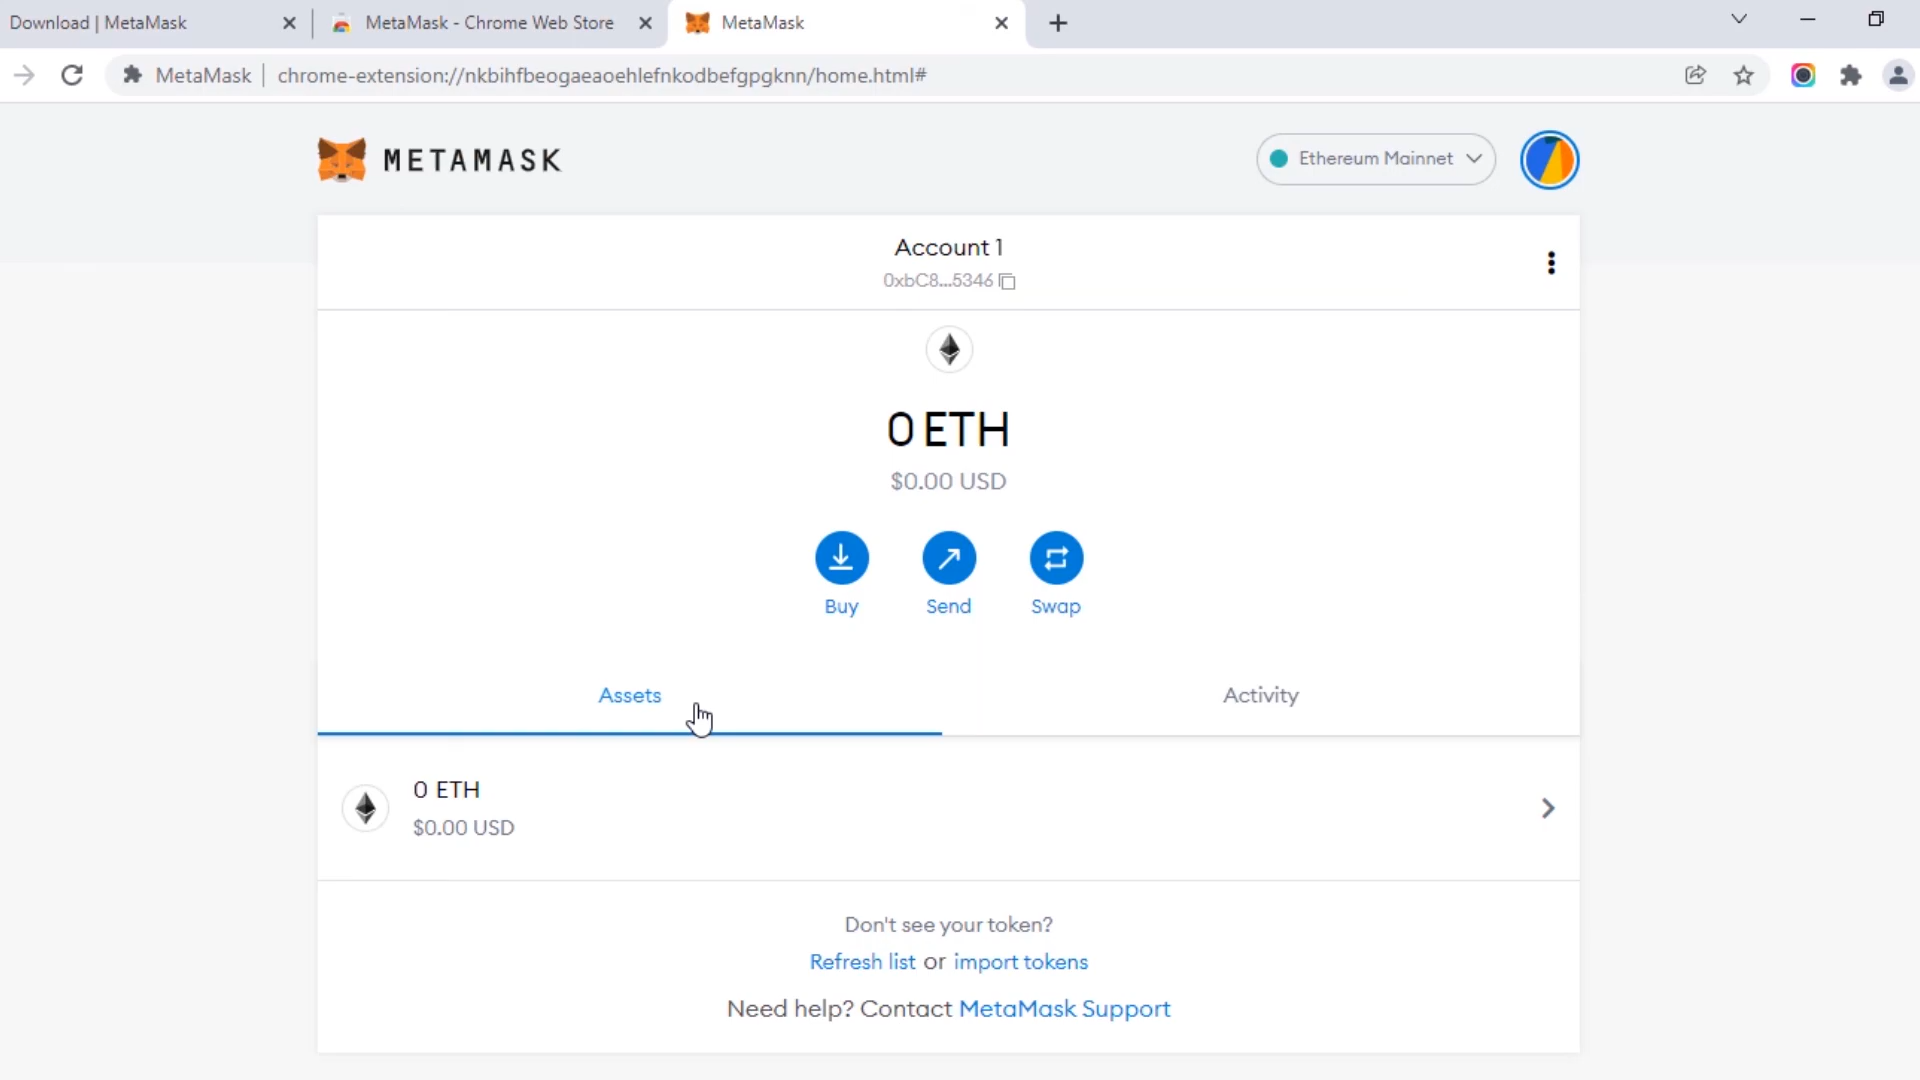 Download | MetaMask
MetaMask - Chrome Web Store
MetaMask
MetaMask | chrome-extension://nkbihfbeogaeaoehlefnkodbefgpgknn/home.html#
METAMASK
Ethereum Mainnet
Account 1
0xbC8...5346
0 ETH
$0.00 USD
Buy
Send
Swap
Assets
Activity
0 ETH
$0.00 USD
Don't see your token?
Refresh list or import tokens
Need help? Contact MetaMask Support